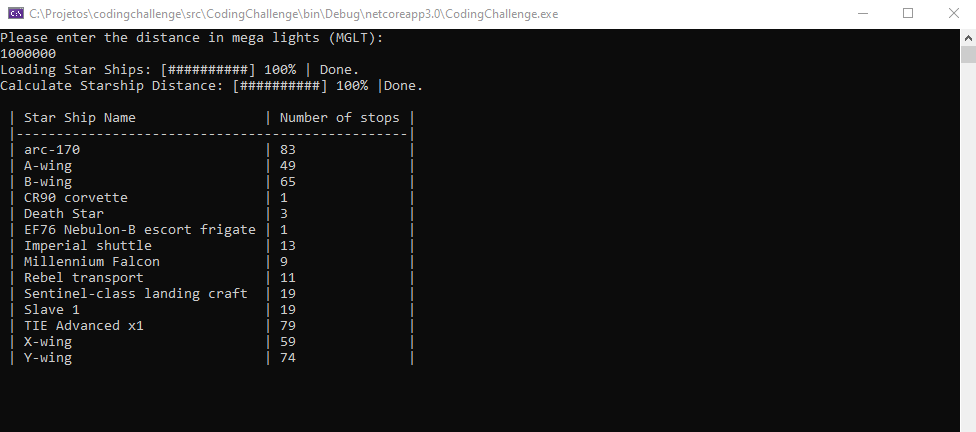 C:\Projetos\codingchallenge\src\CodingChallenge\bin\Debug\netcoreapp3.0\CodingChallenge.exe
Please enter the distance in mega lights (MGLT):
1000000
Loading Star Ships: [##########] 100% | Done.
Calculate Starship Distance: [##########] 100% |Done.
| Star Ship Name                | Number of stops |
|-------------------------------------------------|
| arc-170                       | 83              |
| A-wing                        | 49              |
| B-wing                        | 65              |
| CR90 corvette                 | 1               |
| Death Star                    | 3               |
| EF76 Nebulon-B escort frigate | 1               |
| Imperial shuttle              | 13              |
| Millennium Falcon             | 9               |
| Rebel transport               | 11              |
| Sentinel-class landing craft  | 19              |
| Slave 1                       | 19              |
| TIE Advanced x1               | 79              |
| X-wing                        | 59              |
| Y-wing                        | 74              |